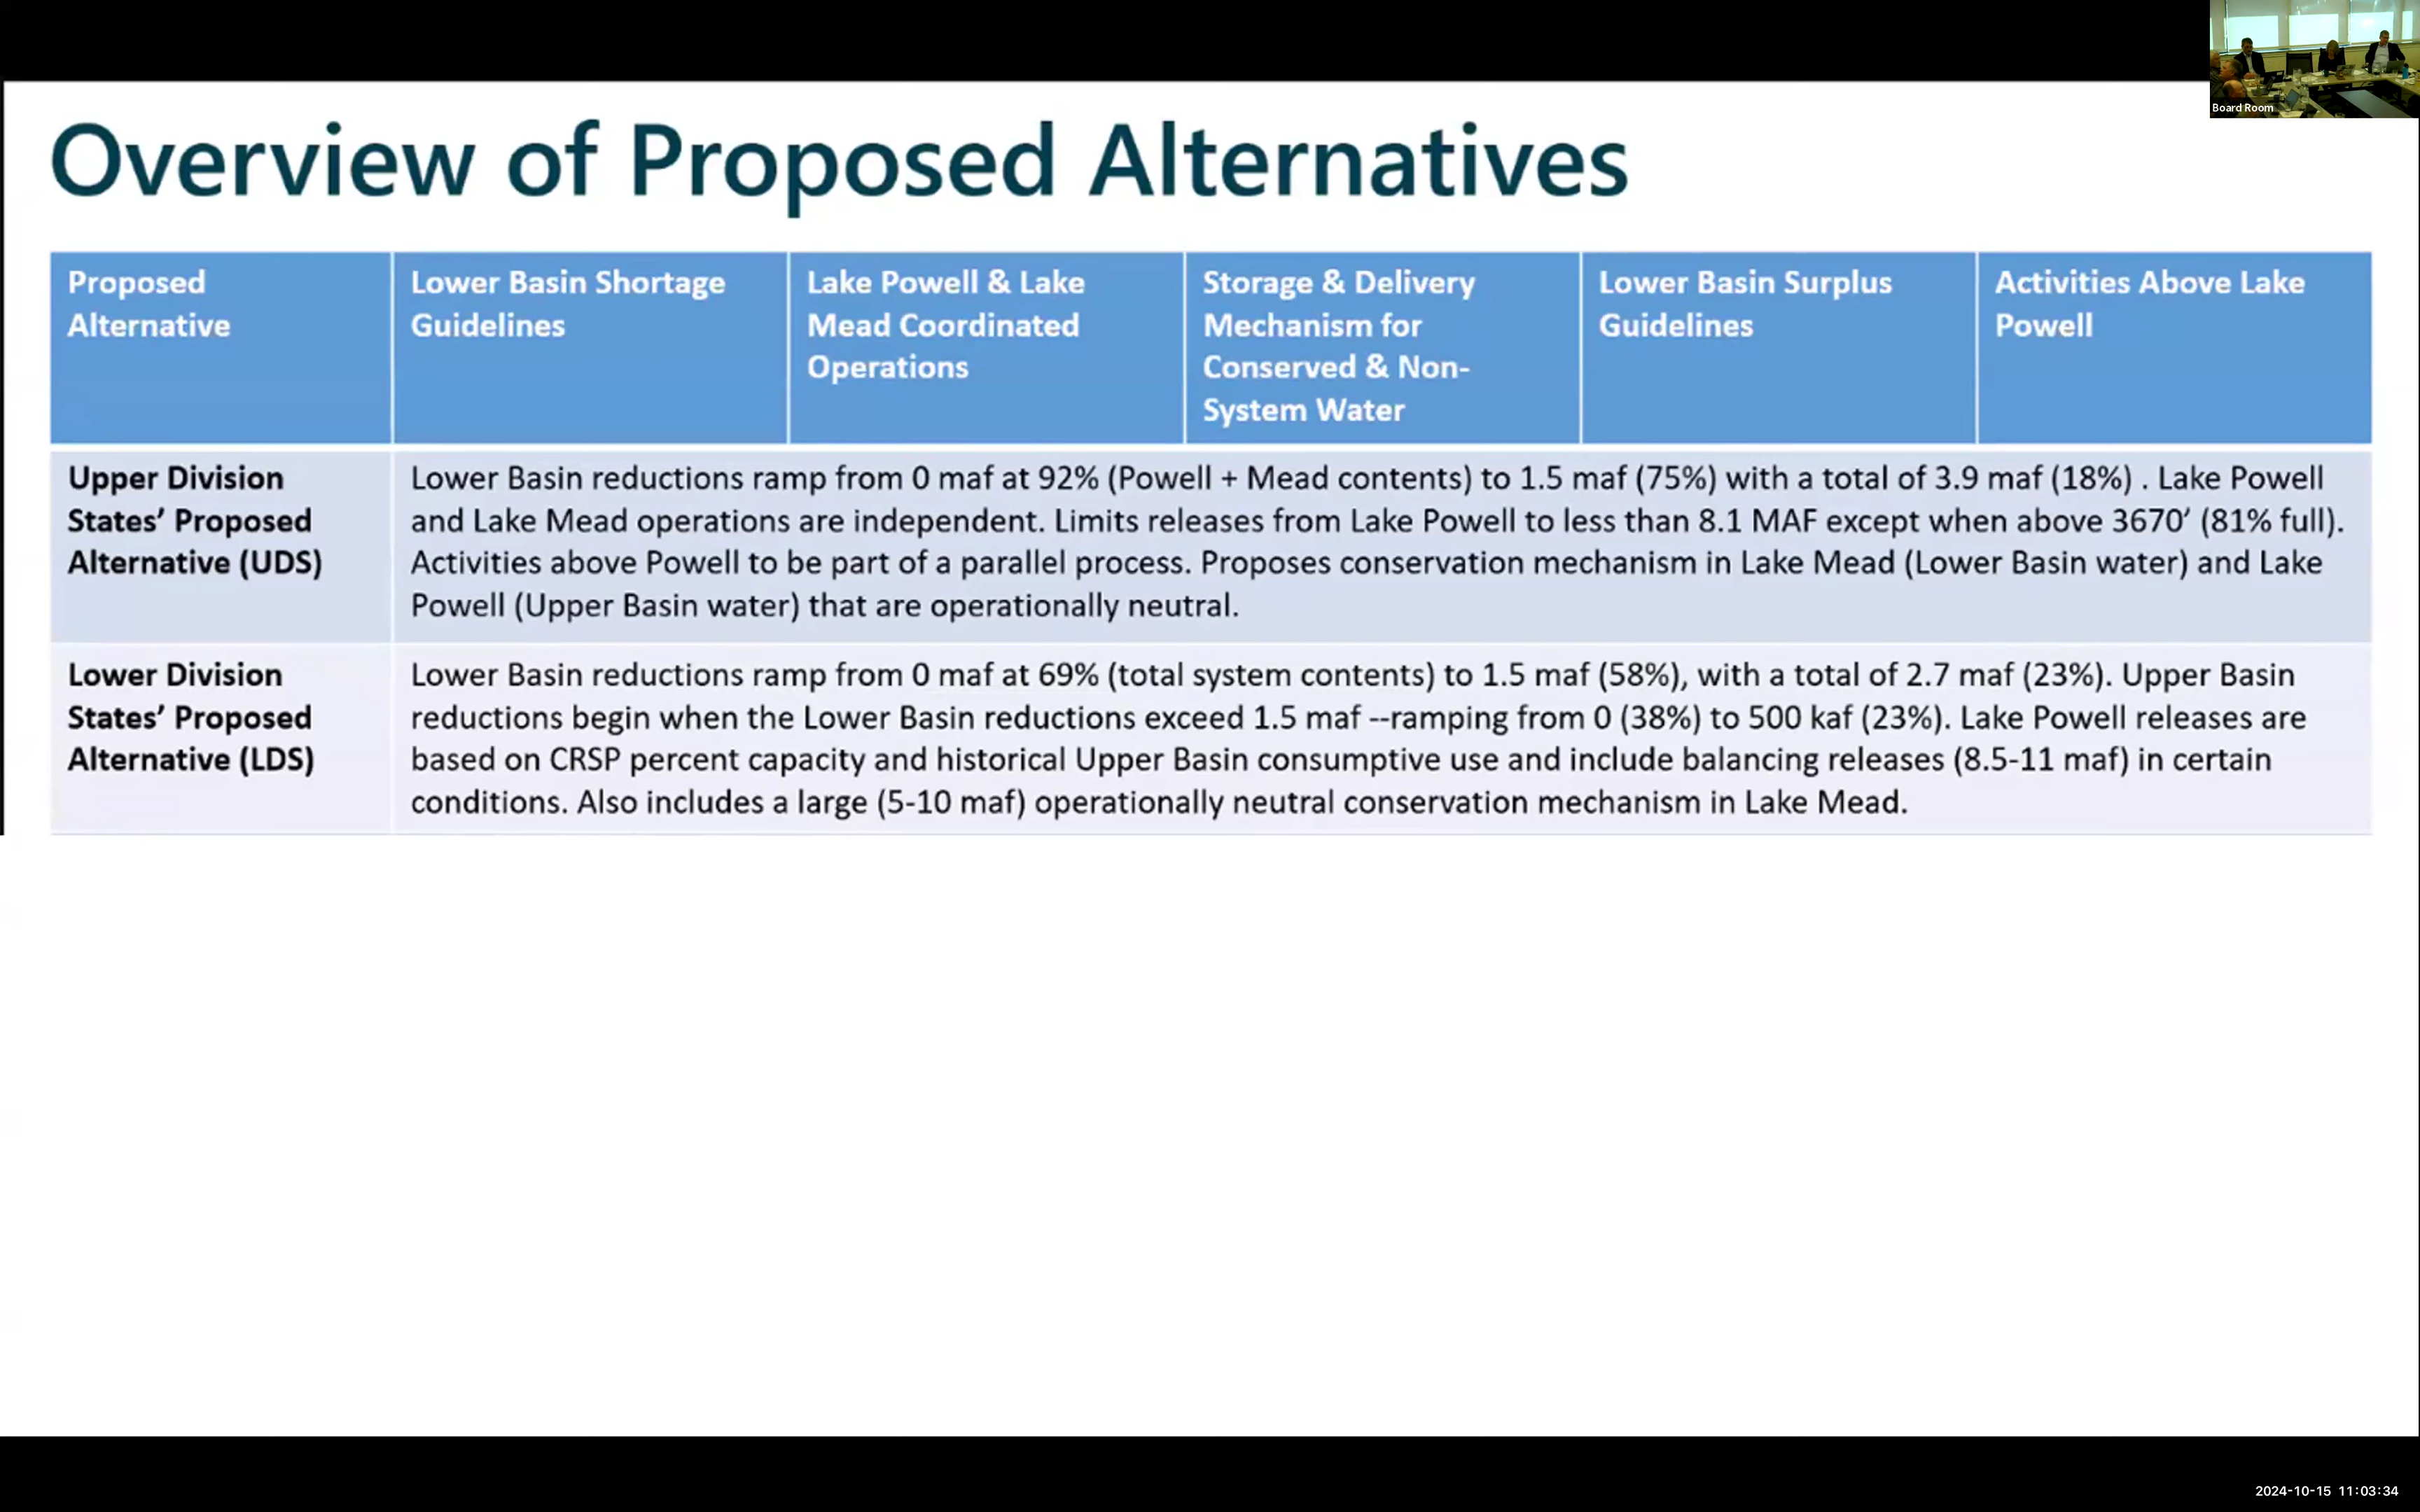 Board Room
Overview of Proposed Alternatives
Proposed
Alternative
Lower Basin Shortage
Guidelines
Lake Powell & Lake
Mead Coordinated
Operations
Storage & Delivery
Mechanism for
Conserved & Non-
System Water
Lower Basin Surplus
Guidelines
Activities Above Lake
Powell
Upper Division
States’ Proposed
Alternative (UDS)
Lower Basin reductions ramp from 0 maf at 92% (Powell + Mead contents) to 1.5 maf (75%) with a total of 3.9 maf (18%) . Lake Powell
and Lake Mead operations are independent. Limits releases from Lake Powell to less than 8.1 MAF except when above 3670’ (81% full).
Activities above Powell to be part of a parallel process. Proposes conservation mechanism in Lake Mead (Lower Basin water) and Lake
Powell (Upper Basin water) that are operationally neutral.
Lower Division
States’ Proposed
Alternative (LDS)
Lower Basin reductions ramp from 0 maf at 69% (total system contents) to 1.5 maf (58%), with a total of 2.7 maf (23%). Upper Basin
reductions begin when the Lower Basin reductions exceed 1.5 maf --ramping from 0 (38%) to 500 kaf (23%). Lake Powell releases are
based on CRSP percent capacity and historical Upper Basin consumptive use and include balancing releases (8.5-11 maf) in certain
conditions. Also includes a large (5-10 maf) operationally neutral conservation mechanism in Lake Mead.
2024-10-15 11:03:34